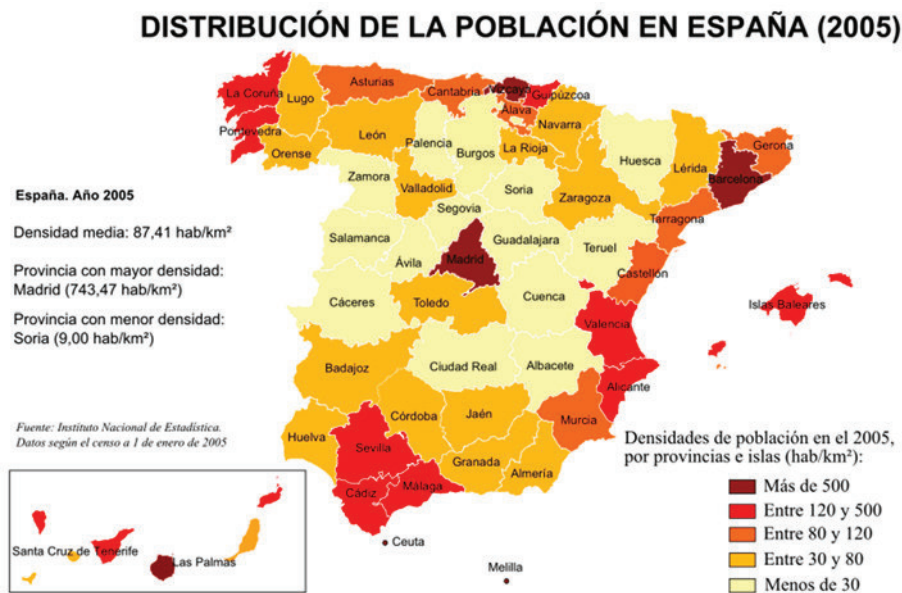 DISTRIBUCIÓN DE LA POBLACIÓN EN ESPAÑA (2005)
España. Año 2005
Densidad media: 87,41 hab/km²
Provincia con mayor densidad:
Madrid (743,47 hab/km²)
Provincia con menor densidad:
Soria (9,00 hab/km²)
Fuente: Instituto Nacional de Estadística.
Datos según el censo a 1 de enero de 2005
La Coruña
Lugo
Asturias
Cantabria
Vizcaya
Guipúzcoa
Álava
Navarra
Pontevedra
Orense
León
Palencia
Burgos
La Rioja
Huesca
Lérida
Gerona
Barcelona
Zamora
Valladolid
Soria
Zaragoza
Tarragona
Segovia
Salamanca
Ávila
Madrid
Guadalajara
Teruel
Castellón
Cáceres
Toledo
Cuenca
Valencia
Islas Baleares
Badajoz
Ciudad Real
Albacete
Alicante
Murcia
Córdoba
Jaén
Huelva
Sevilla
Granada
Almería
Cádiz
Málaga
Ceuta
Melilla
Santa Cruz de Tenerife
Las Palmas
Densidades de población en el 2005,
por provincias e islas (hab/km²):
Más de 500
Entre 120 y 500
Entre 80 y 120
Entre 30 y 80
Menos de 30